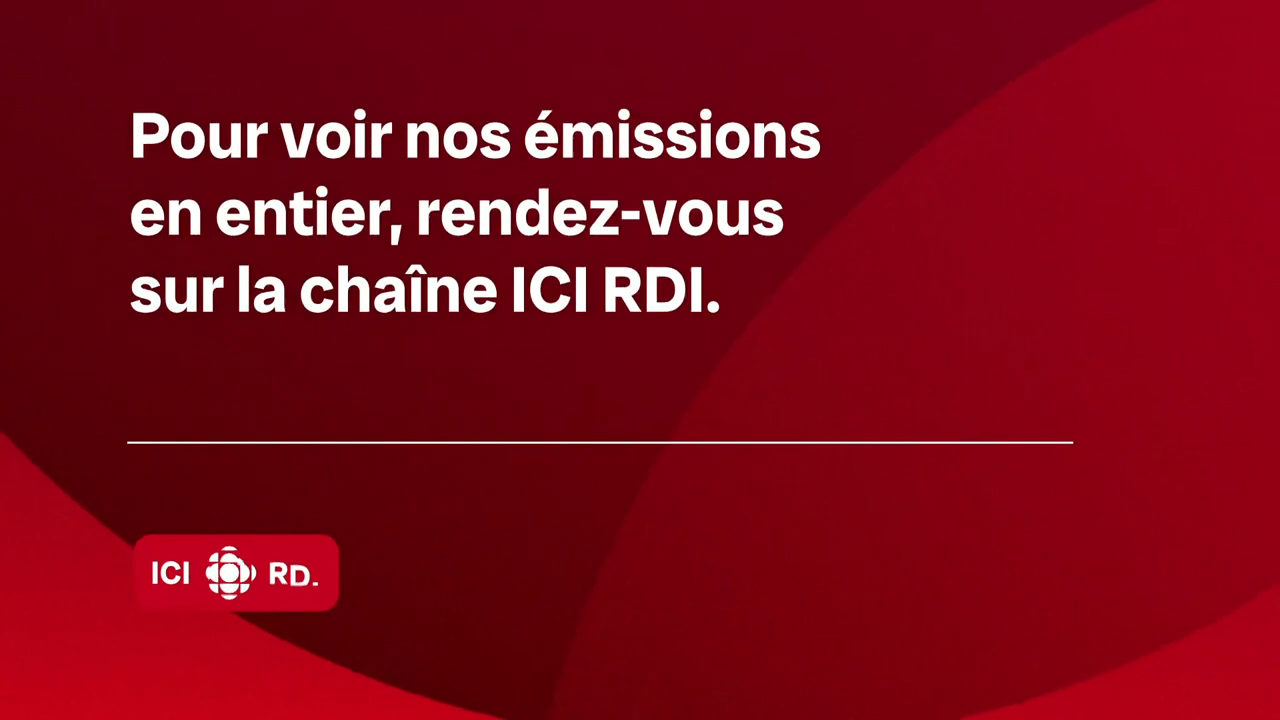 Pour voir nos émissions
en entier, rendez-vous
sur la chaîne ICI RDI.
ICI RD.